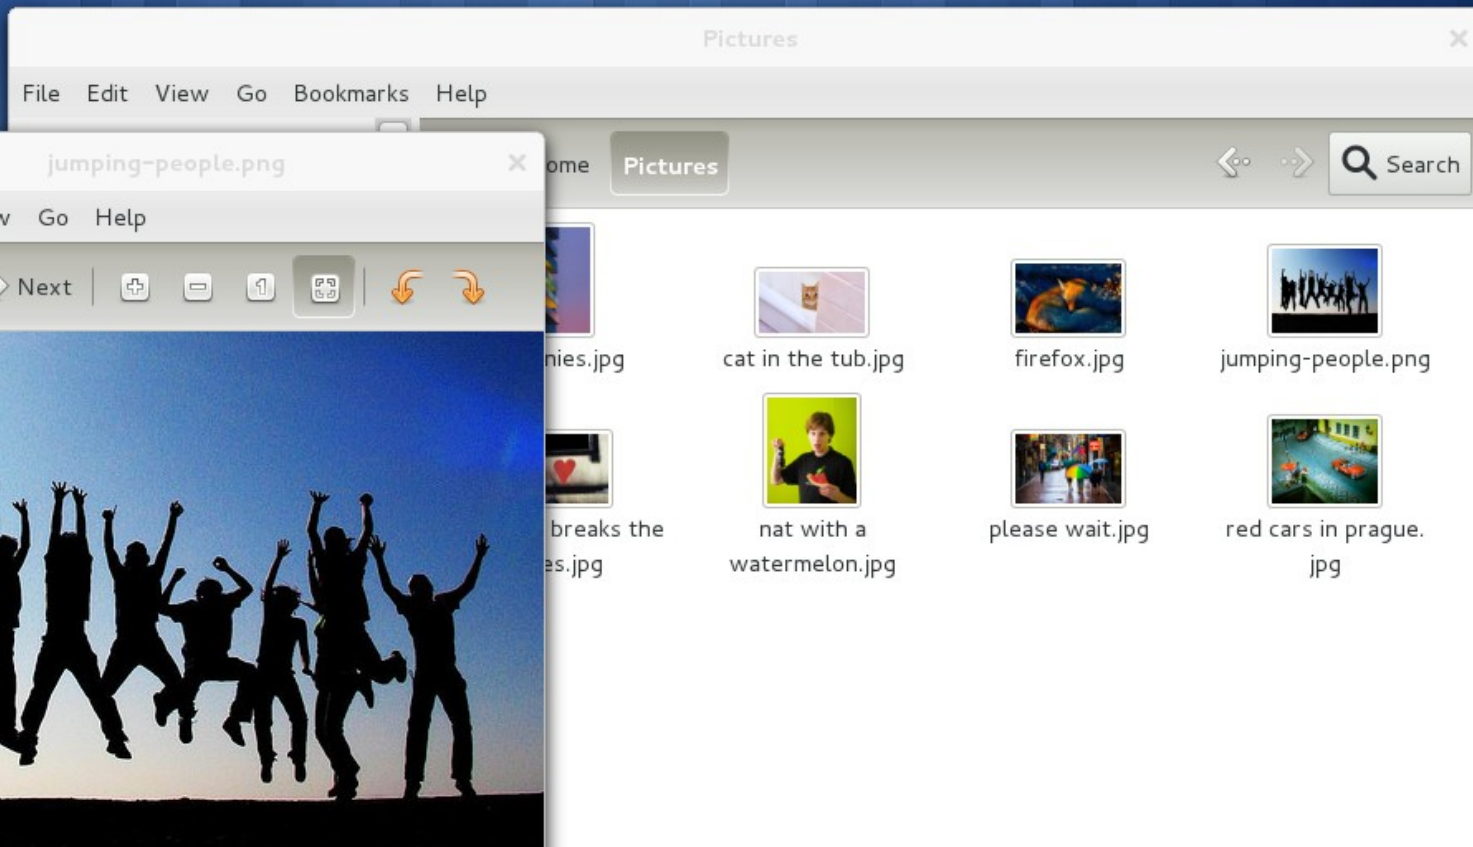 Pictures
File Edit View Go Bookmarks Help
jumping-people.png
ome Pictures Search
w Go Help
Next
nies.jpg
cat in the tub.jpg
firefox.jpg
jumping-people.png
breaks the
es.jpg
nat with a
watermelon.jpg
please wait.jpg
red cars in prague.
jpg